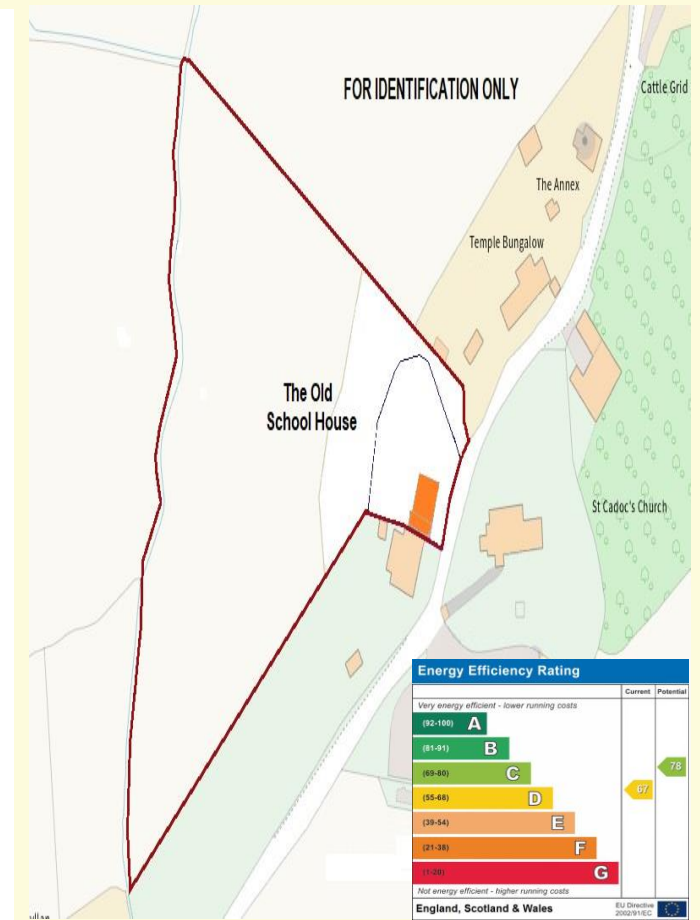 FOR IDENTIFICATION ONLY
Cattle Grid
The Annex
Temple Bungalow
The Old
School House
St Cadoc's Church
Energy Efficiency Rating
Current Potential
Very energy efficient - lower running costs
(92-100) A
(81-91) B
(69-80) C
78
(55-68) D
67
(39-54) E
(21-38) F
(1-20) G
Not energy efficient - higher running costs
England, Scotland & Wales
EU Directive
2002/91/EC